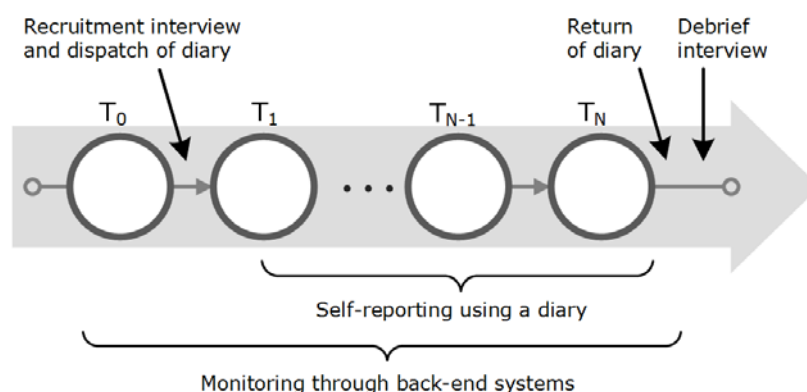 Recruitment interview
and dispatch of diary
Return
of diary
Debrief
interview
T0
T1
TN-1
TN
Self-reporting using a diary
Monitoring through back-end systems